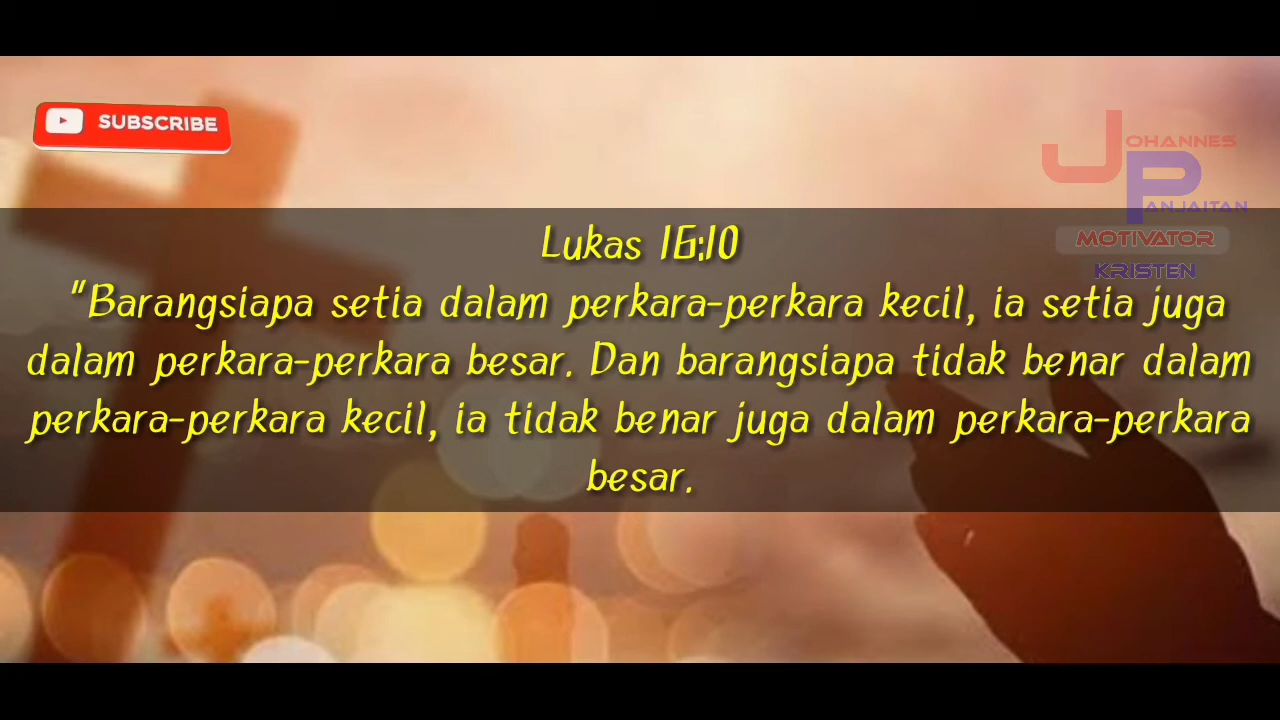 SUBSCRIBE
JOHANNES
PANJAITAN
MOTIVATOR
KRISTEN
Lukas 16:10
"Barangsiapa setia dalam perkara-perkara kecil, ia setia juga
dalam perkara-perkara besar. Dan barangsiapa tidak benar dalam
perkara-perkara kecil, ia tidak benar juga dalam perkara-perkara
besar.